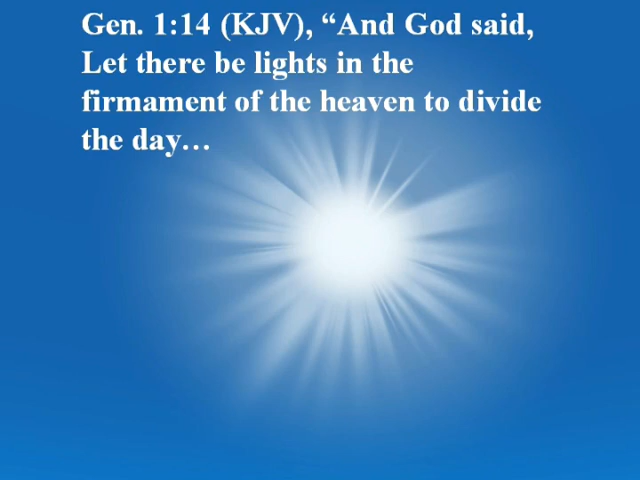 Gen. 1:14 (KJV), “And God said,
Let there be lights in the
firmament of the heaven to divide
the day…